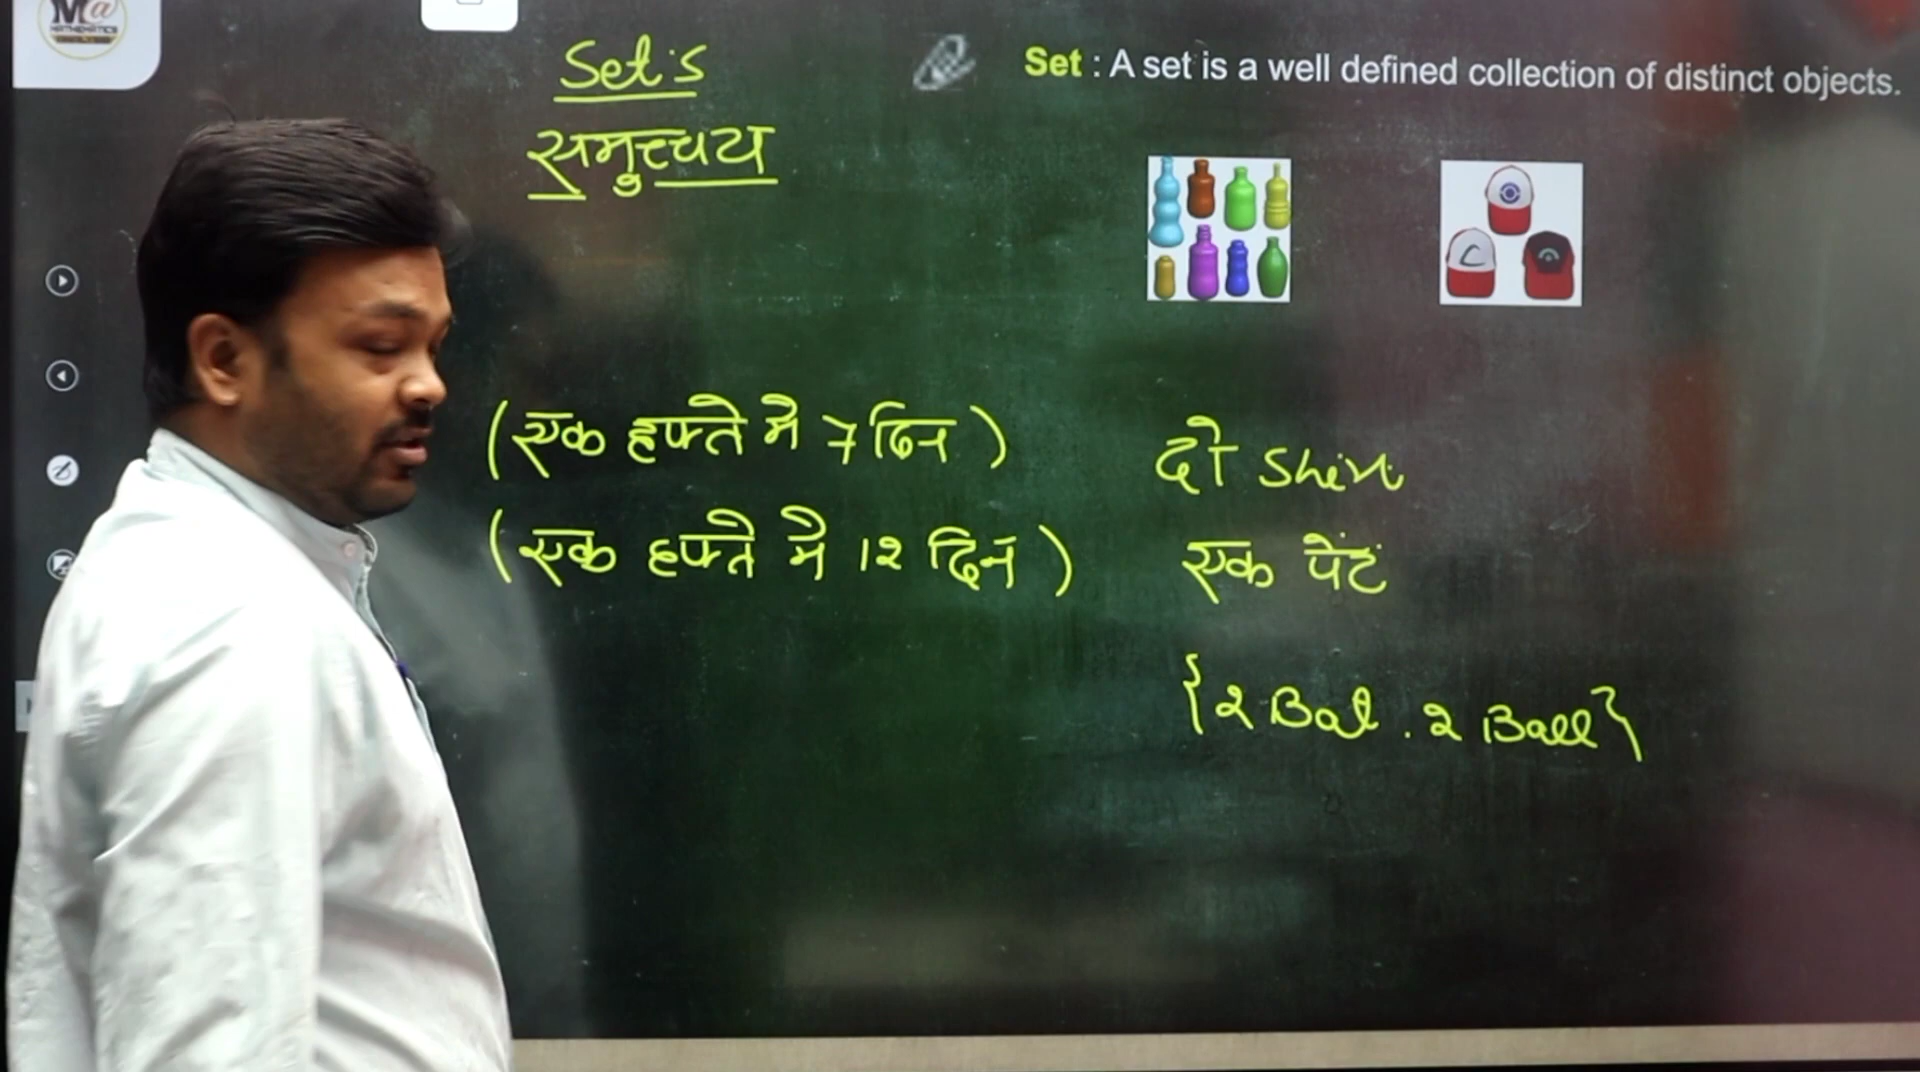 M@
MATHEMATICS
Set's
समुच्चय
Set : A set is a well defined collection of distinct objects.
(एक हफ्ते मे 7 दिन)
(एक हफ्ते मे 12 दिन)
दो Shirt
एक पेंट
{2 Bat . 2 Ball}